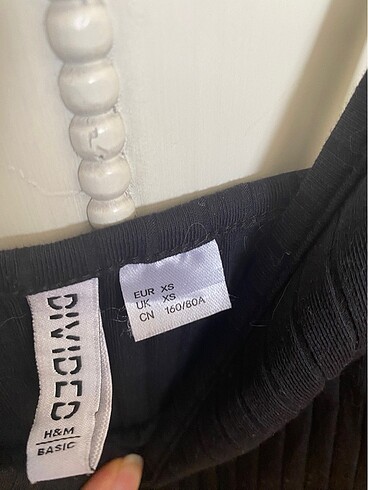 EUR XS
UK XS
CN 160/80A
DIVIDED
H&M
BASIC